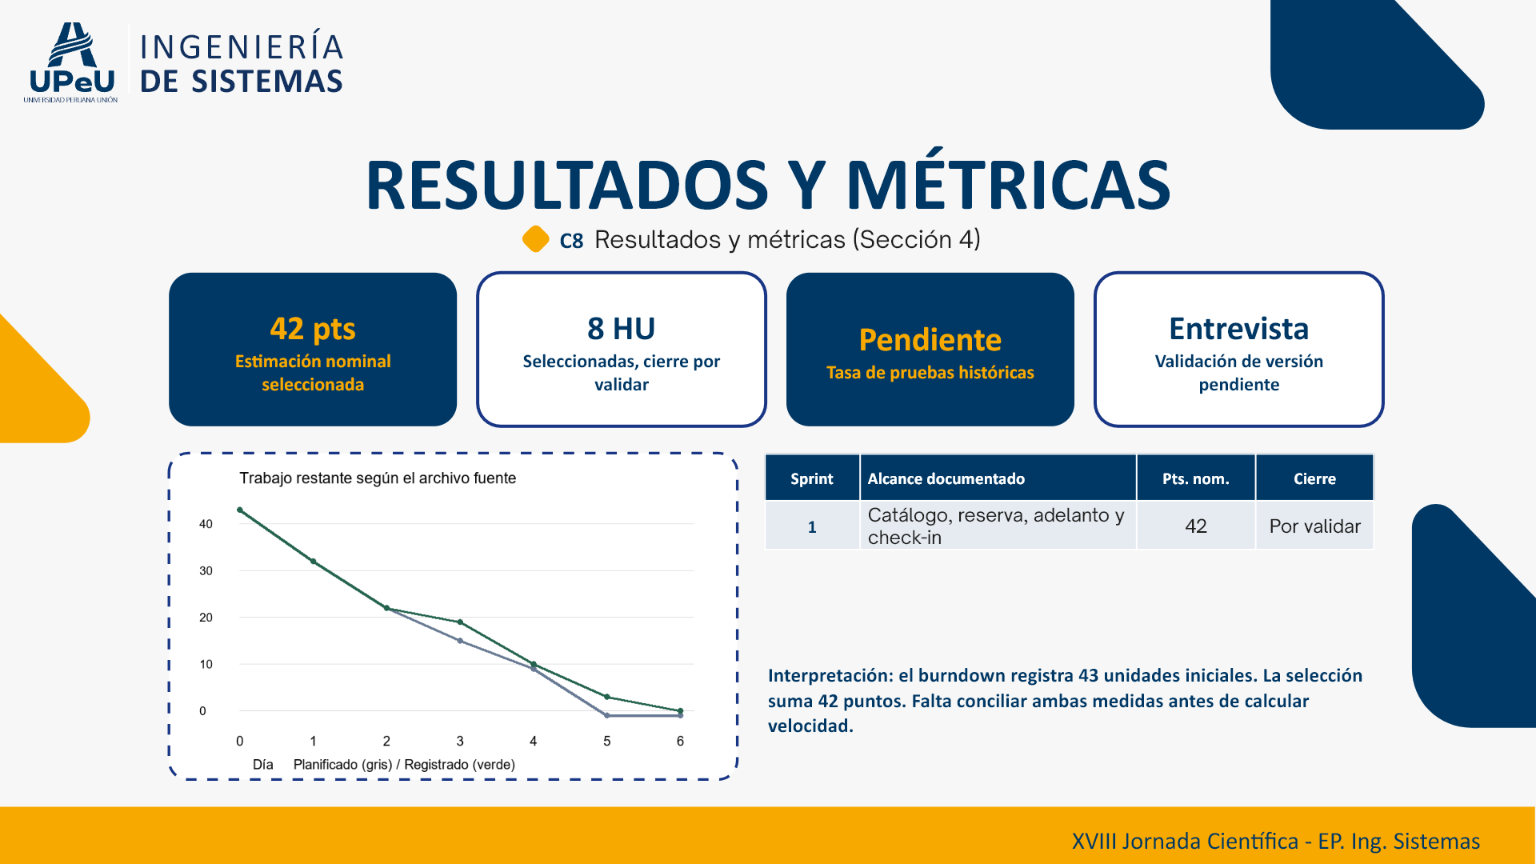 UPeU
UNIVERSIDAD PERUANA UNIÓN
INGENIERÍA
DE SISTEMAS
RESULTADOS Y MÉTRICAS
C8 Resultados y métricas (Sección 4)
42 pts
Estimación nominal
seleccionada
8 HU
Seleccionadas, cierre por
validar
Pendiente
Tasa de pruebas históricas
Entrevista
Validación de versión
pendiente
Trabajo restante según el archivo fuente
40
30
20
10
0
0 1 2 3 4 5 6
Día Planificado (gris) / Registrado (verde)
Sprint Alcance documentado Pts. nom. Cierre
1 Catálogo, reserva, adelanto y
check-in 42 Por validar
Interpretación: el burndown registra 43 unidades iniciales. La selección
suma 42 puntos. Falta conciliar ambas medidas antes de calcular
velocidad.
XVIII Jornada Científica - EP. Ing. Sistemas